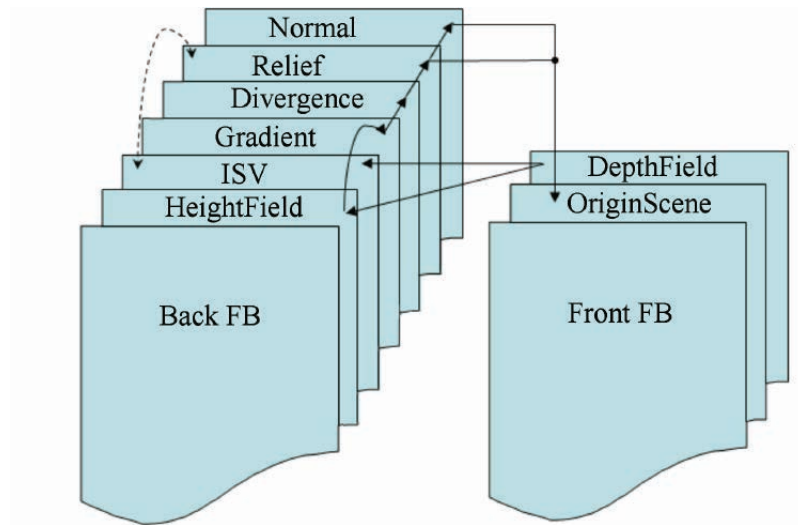 Normal
Relief
Divergence
Gradient
ISV
HeightField
Back FB
DepthField
OriginScene
Front FB